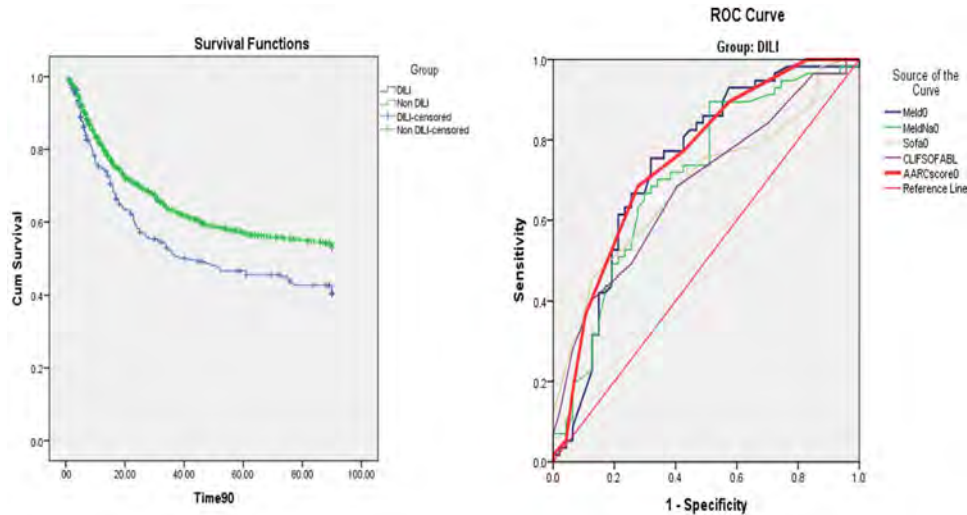 Survival Functions
Cum Survival
1.0
0.8
0.6
0.4
0.2
0.0
.00
20.00
40.00
60.00
80.00
100.00
Time90
Group
DILI
Non DILI
DILI-censored
Non DILI-censored
ROC Curve
Group: DILI
Sensitivity
1.0
0.8
0.6
0.4
0.2
0.0
0.0
0.2
0.4
0.6
0.8
1.0
1 - Specificity
Source of the
Curve
Meld0
MeldNa0
Sofa0
CLIFSOFABL
AARCscore0
Reference Line